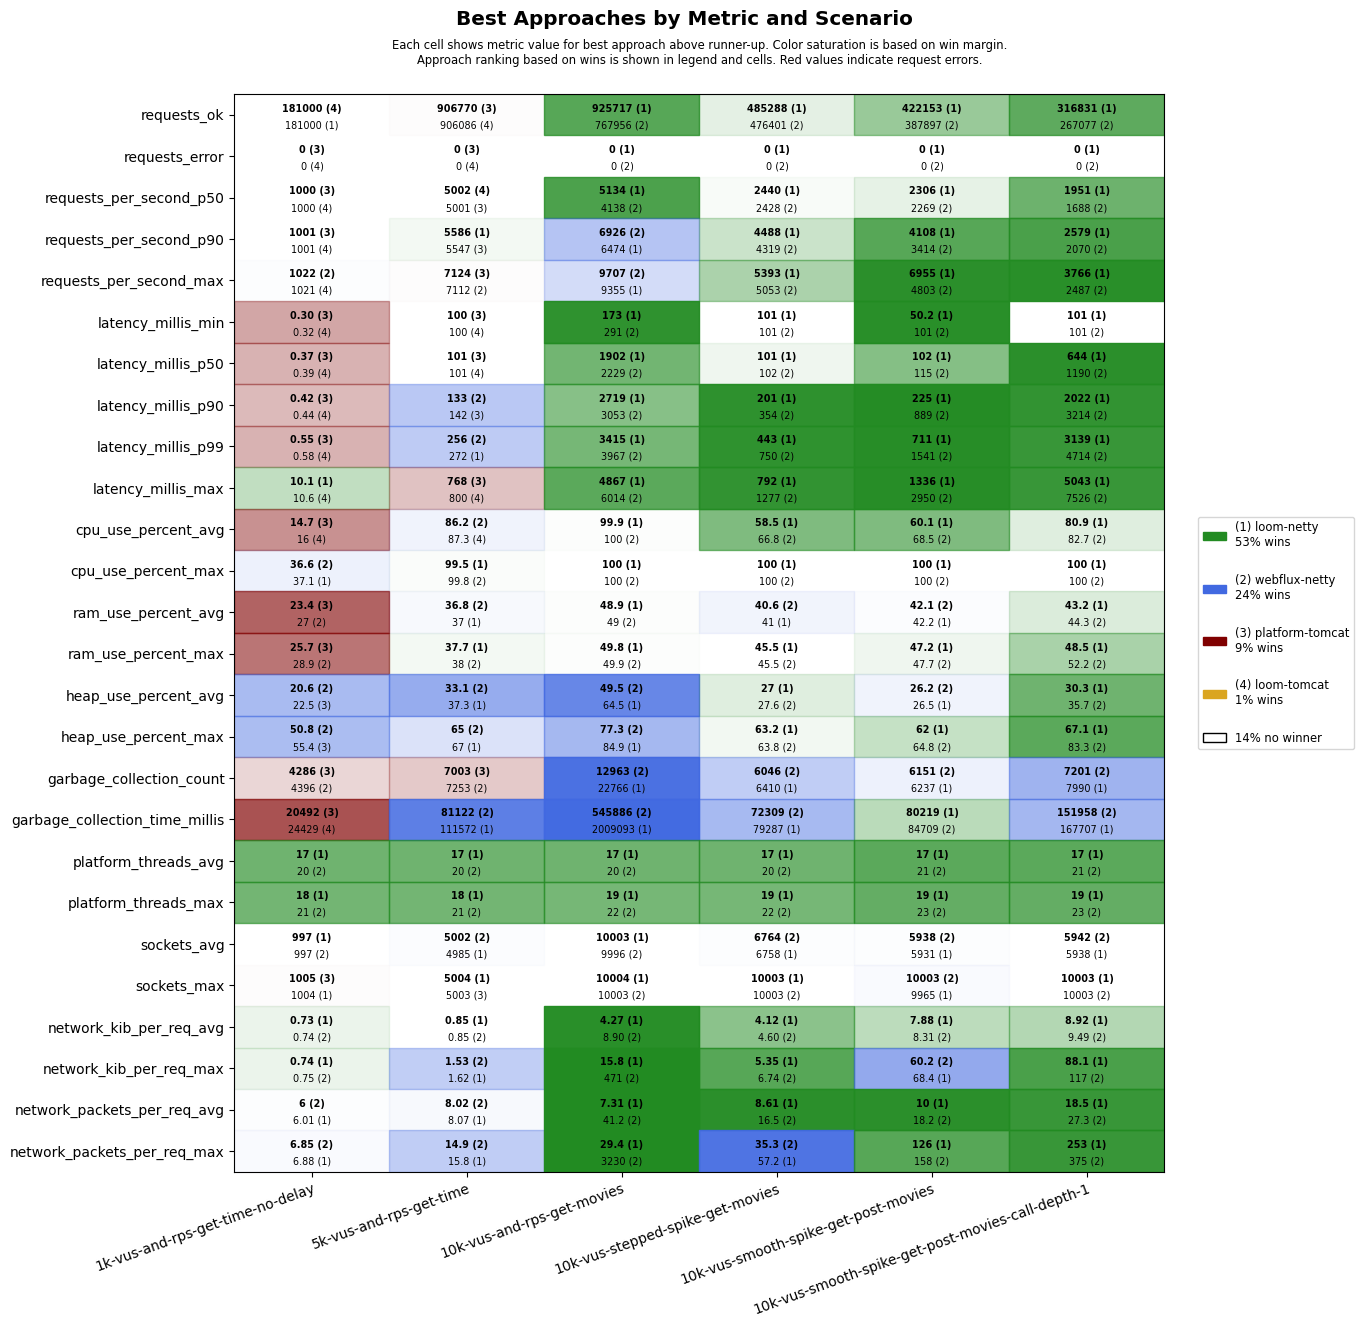 Best Approaches by Metric and Scenario
Each cell shows metric value for best approach above runner-up. Color saturation is based on win margin.
Approach ranking based on wins is shown in legend and cells. Red values indicate request errors.
requests_ok
181000 (4) 906770 (3) 925717 (1) 485288 (1) 422153 (1) 316831 (1)
181000 (1) 906086 (4) 767956 (2) 476401 (2) 387897 (2) 267077 (2)
requests_error
0 (3) 0 (3) 0 (1) 0 (1) 0 (1) 0 (1)
0 (4) 0 (4) 0 (2) 0 (2) 0 (2) 0 (2)
requests_per_second_p50
1000 (3) 5002 (4) 5134 (1) 2440 (1) 2306 (1) 1951 (1)
1000 (4) 5001 (3) 4138 (2) 2428 (2) 2269 (2) 1688 (2)
requests_per_second_p90
1001 (3) 5586 (1) 6926 (2) 4488 (1) 4108 (1) 2579 (1)
1001 (4) 5547 (3) 6474 (1) 4319 (2) 3414 (2) 2070 (2)
requests_per_second_max
1022 (2) 7124 (3) 9707 (2) 5393 (1) 6955 (1) 3766 (1)
1021 (4) 7112 (2) 9355 (1) 5053 (2) 4803 (2) 2487 (2)
latency_millis_min
0.30 (3) 100 (3) 173 (1) 101 (1) 50.2 (1) 101 (1)
0.32 (4) 100 (4) 291 (2) 101 (2) 101 (2) 101 (2)
latency_millis_p50
0.37 (3) 101 (3) 1902 (1) 101 (1) 102 (1) 644 (1)
0.39 (4) 101 (4) 2229 (2) 102 (2) 115 (2) 1190 (2)
latency_millis_p90
0.42 (3) 133 (2) 2719 (1) 201 (1) 225 (1) 2022 (1)
0.44 (4) 142 (3) 3053 (2) 354 (2) 889 (2) 3214 (2)
latency_millis_p99
0.55 (3) 256 (2) 3415 (1) 443 (1) 711 (1) 3139 (1)
0.58 (4) 272 (1) 3967 (2) 750 (2) 1541 (2) 4714 (2)
latency_millis_max
10.1 (1) 768 (3) 4867 (1) 792 (1) 1336 (1) 5043 (1)
10.6 (4) 800 (4) 6014 (2) 1277 (2) 2950 (2) 7526 (2)
cpu_use_percent_avg
14.7 (3) 86.2 (2) 99.9 (1) 58.5 (1) 60.1 (1) 80.9 (1)
16 (4) 87.3 (4) 100 (2) 66.8 (2) 68.5 (2) 82.7 (2)
cpu_use_percent_max
36.6 (2) 99.5 (1) 100 (1) 100 (1) 100 (1) 100 (1)
37.1 (1) 99.8 (2) 100 (2) 100 (2) 100 (2) 100 (2)
ram_use_percent_avg
23.4 (3) 36.8 (2) 48.9 (1) 40.6 (2) 42.1 (2) 43.2 (1)
27 (2) 37 (1) 49 (2) 41 (1) 42.2 (1) 44.3 (2)
ram_use_percent_max
25.7 (3) 37.7 (1) 49.8 (1) 45.5 (1) 47.2 (1) 48.5 (1)
28.9 (2) 38 (2) 49.9 (2) 45.5 (2) 47.7 (2) 52.2 (2)
heap_use_percent_avg
20.6 (2) 33.1 (2) 49.5 (2) 27 (1) 26.2 (2) 30.3 (1)
22.5 (3) 37.3 (1) 64.5 (1) 27.6 (2) 26.5 (1) 35.7 (2)
heap_use_percent_max
50.8 (2) 65 (2) 77.3 (2) 63.2 (1) 62 (1) 67.1 (1)
55.4 (3) 67 (1) 84.9 (1) 63.8 (2) 64.8 (2) 83.3 (2)
garbage_collection_count
4286 (3) 7003 (3) 12963 (2) 6046 (2) 6151 (2) 7201 (2)
4396 (2) 7253 (2) 22766 (1) 6410 (1) 6237 (1) 7990 (1)
garbage_collection_time_millis
20492 (3) 81122 (2) 545886 (2) 72309 (2) 80219 (1) 151958 (2)
24429 (4) 111572 (1) 2009093 (1) 79287 (1) 84709 (2) 167707 (1)
platform_threads_avg
17 (1) 17 (1) 17 (1) 17 (1) 17 (1) 17 (1)
20 (2) 20 (2) 20 (2) 20 (2) 21 (2) 21 (2)
platform_threads_max
18 (1) 18 (1) 19 (1) 19 (1) 19 (1) 19 (1)
21 (2) 21 (2) 22 (2) 22 (2) 23 (2) 23 (2)
sockets_avg
997 (1) 5002 (2) 10003 (1) 6764 (2) 5938 (2) 5942 (2)
997 (2) 4985 (1) 9996 (2) 6758 (1) 5931 (1) 5938 (1)
sockets_max
1005 (3) 5004 (1) 10004 (1) 10003 (1) 10003 (2) 10003 (1)
1004 (1) 5003 (3) 10003 (2) 10003 (2) 9965 (1) 10003 (2)
network_kib_per_req_avg
0.73 (1) 0.85 (1) 4.27 (1) 4.12 (1) 7.88 (1) 8.92 (1)
0.74 (2) 0.85 (2) 8.90 (2) 4.60 (2) 8.31 (2) 9.49 (2)
network_kib_per_req_max
0.74 (1) 1.53 (2) 15.8 (1) 5.35 (1) 60.2 (2) 88.1 (1)
0.75 (2) 1.62 (1) 471 (2) 6.74 (2) 68.4 (1) 117 (2)
network_packets_per_req_avg
6 (2) 8.02 (2) 7.31 (1) 8.61 (1) 10 (1) 18.5 (1)
6.01 (1) 8.07 (1) 41.2 (2) 16.5 (2) 18.2 (2) 27.3 (2)
network_packets_per_req_max
6.85 (2) 14.9 (2) 29.4 (1) 35.3 (2) 126 (1) 253 (1)
6.88 (1) 15.8 (1) 3230 (2) 57.2 (1) 158 (2) 375 (2)
1k-vus-and-rps-get-time-no-delay
5k-vus-and-rps-get-time
10k-vus-and-rps-get-movies
10k-vus-stepped-spike-get-movies
10k-vus-smooth-spike-get-post-movies
10k-vus-smooth-spike-get-post-movies-call-depth-1
(1) loom-netty
53% wins
(2) webflux-netty
24% wins
(3) platform-tomcat
9% wins
(4) loom-tomcat
1% wins
14% no winner